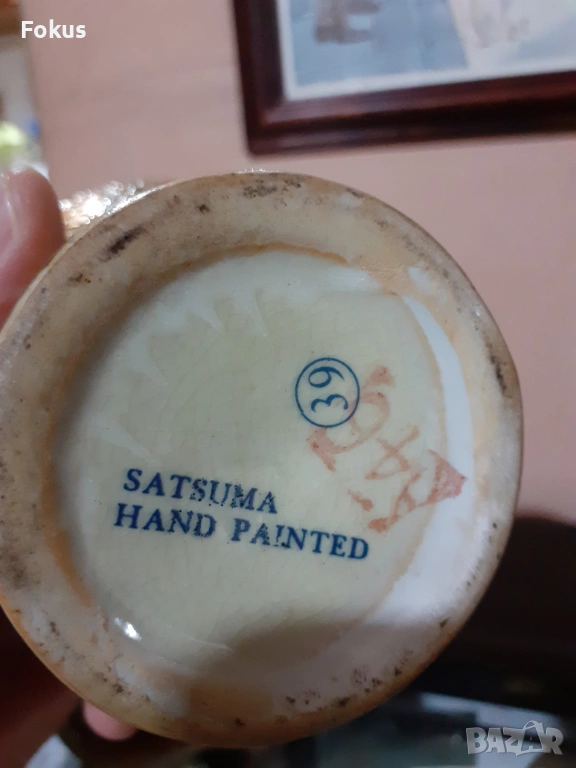 Fokus
39
SATSUMA
HAND PAINTED
BAZAR